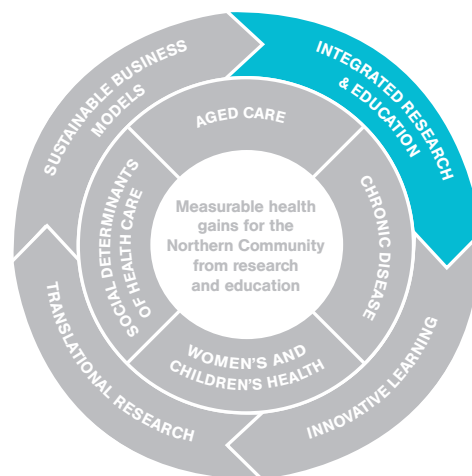 SUSTAINABLE BUSINESS
MODELS
INTEGRATED RESEARCH
& EDUCATION
INNOVATIVE LEARNING
TRANSLATIONAL RESEARCH
AGED CARE
CHRONIC DISEASE
WOMEN'S AND
CHILDREN'S HEALTH
SOCIAL DETERMINANTS
OF HEALTH CARE
Measurable health
gains for the
Northern Community
from research
and education